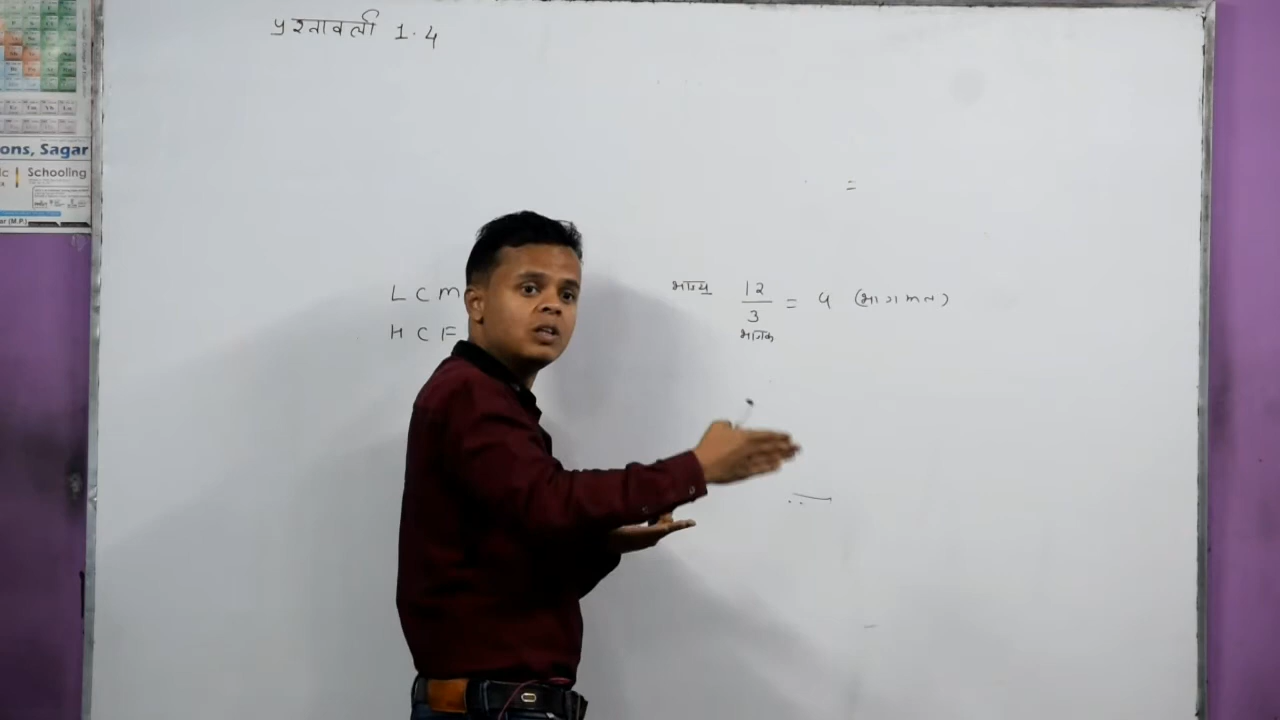 प्रश्नावली 1.4
ons, Sagar
Schooling
(M.P.)
=
LCM
HCF
भाज्य 12/3 = 4 (भागफल)
भाजक